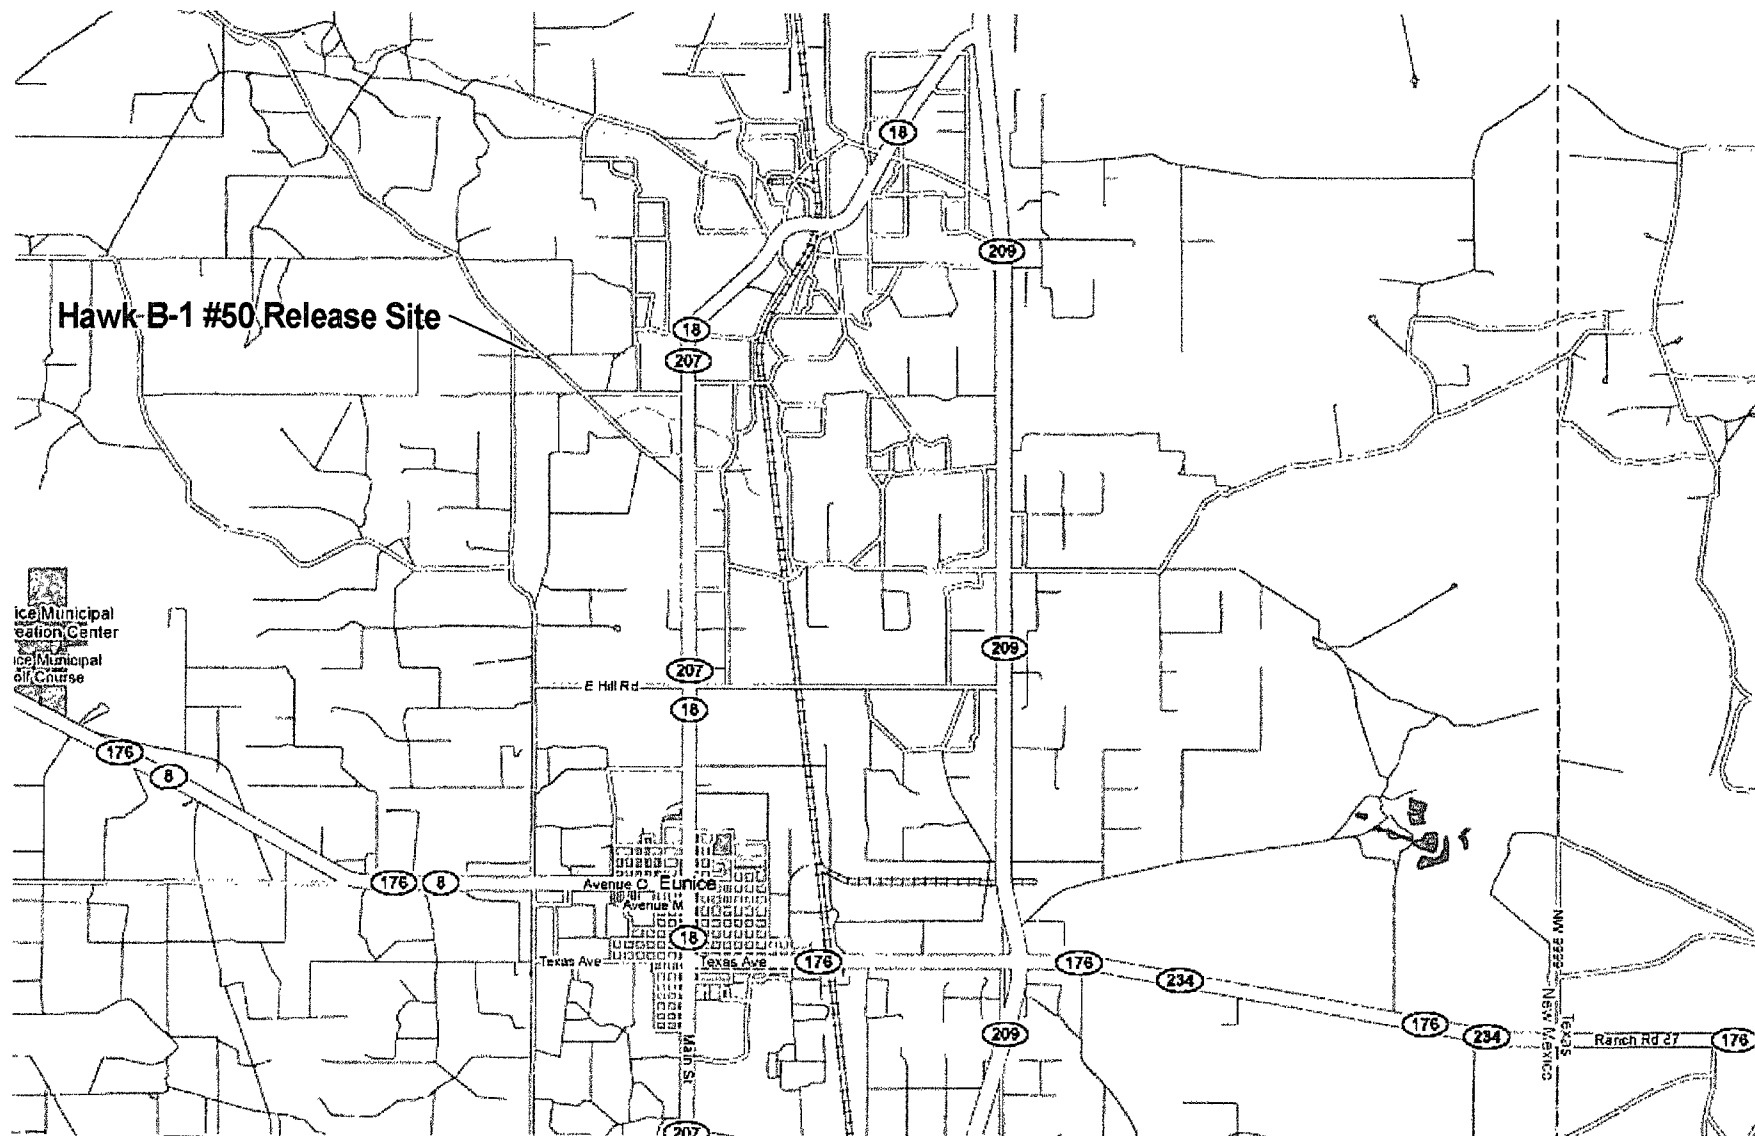 18
209
Hawk B-1 #50 Release Site
18
207
ice Municipal
eation Center
ice Municipal
olf Course
209
207
E Hill Rd
18
176
8
176
8
Avenue O
Eunice
Avenue M
18
Texas Ave
Texas Ave
176
176
234
176
234
Ranch Rd
176
209
Main St
207
New Mexico
Texas